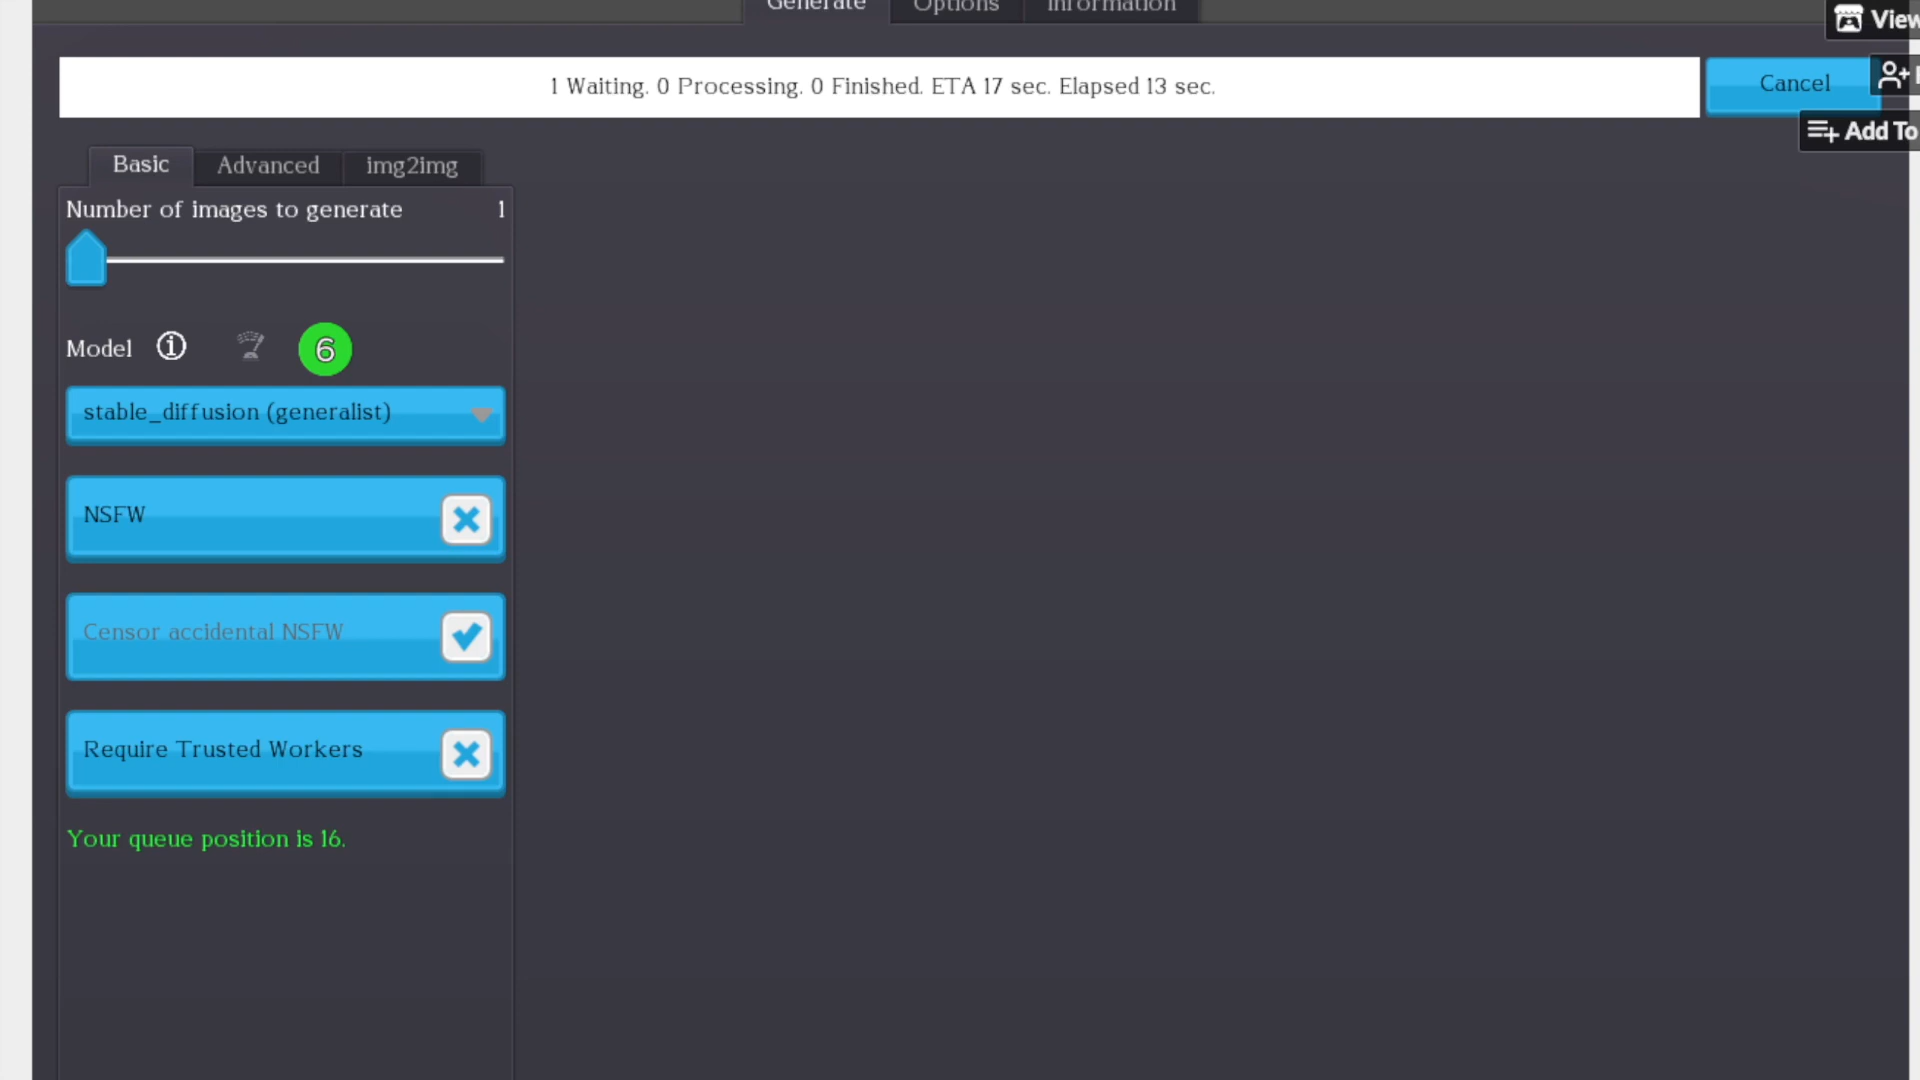 Generate Options Information
View
1 Waiting. 0 Processing. 0 Finished. ETA 17 sec. Elapsed 13 sec.
Cancel
Add To
Basic Advanced img2img
Number of images to generate 1
Model 6
stable_diffusion (generalist)
NSFW
Censor accidental NSFW
Require Trusted Workers
Your queue position is 16.